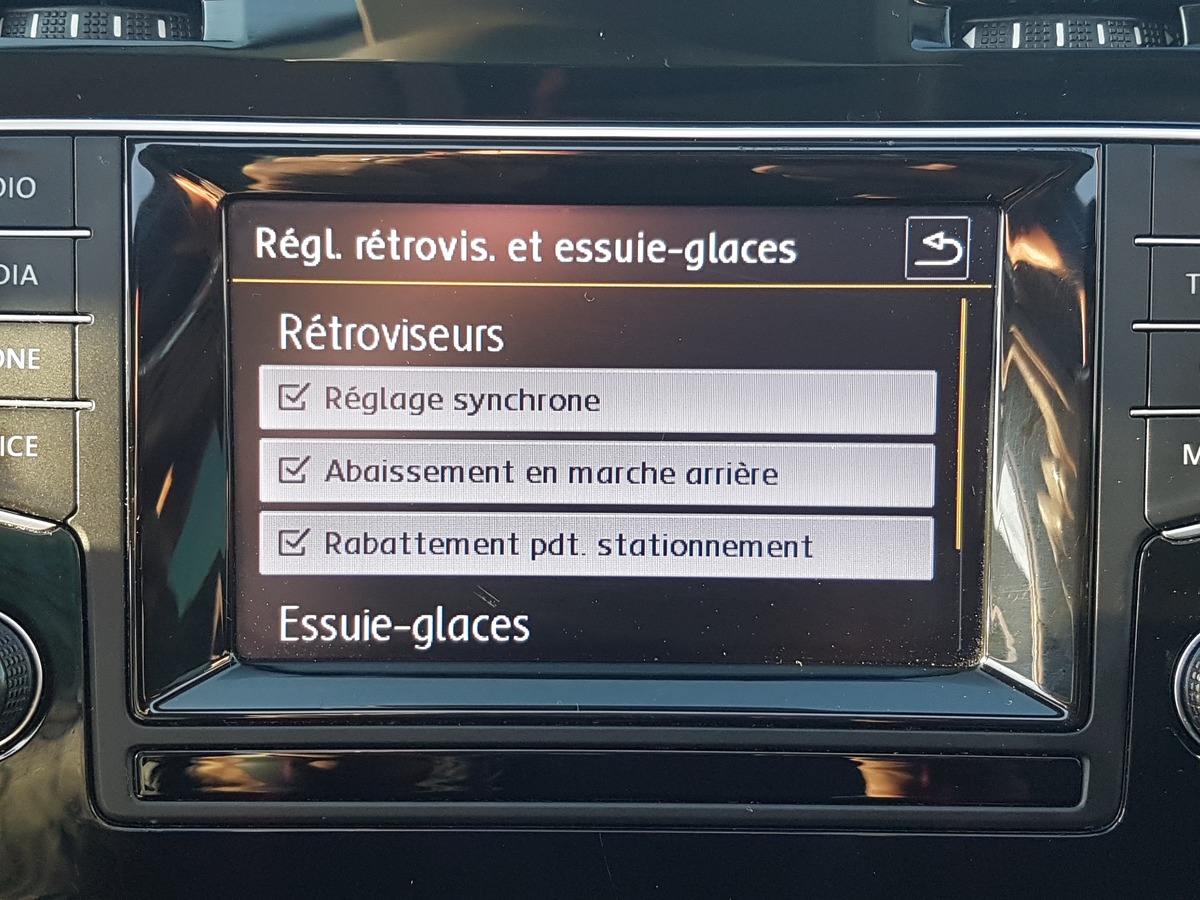 Régl. rétrovis. et essuie-glaces
Rétroviseurs
Réglage synchrone
Abaissement en marche arrière
Rabattement pdt. stationnement
Essuie-glaces